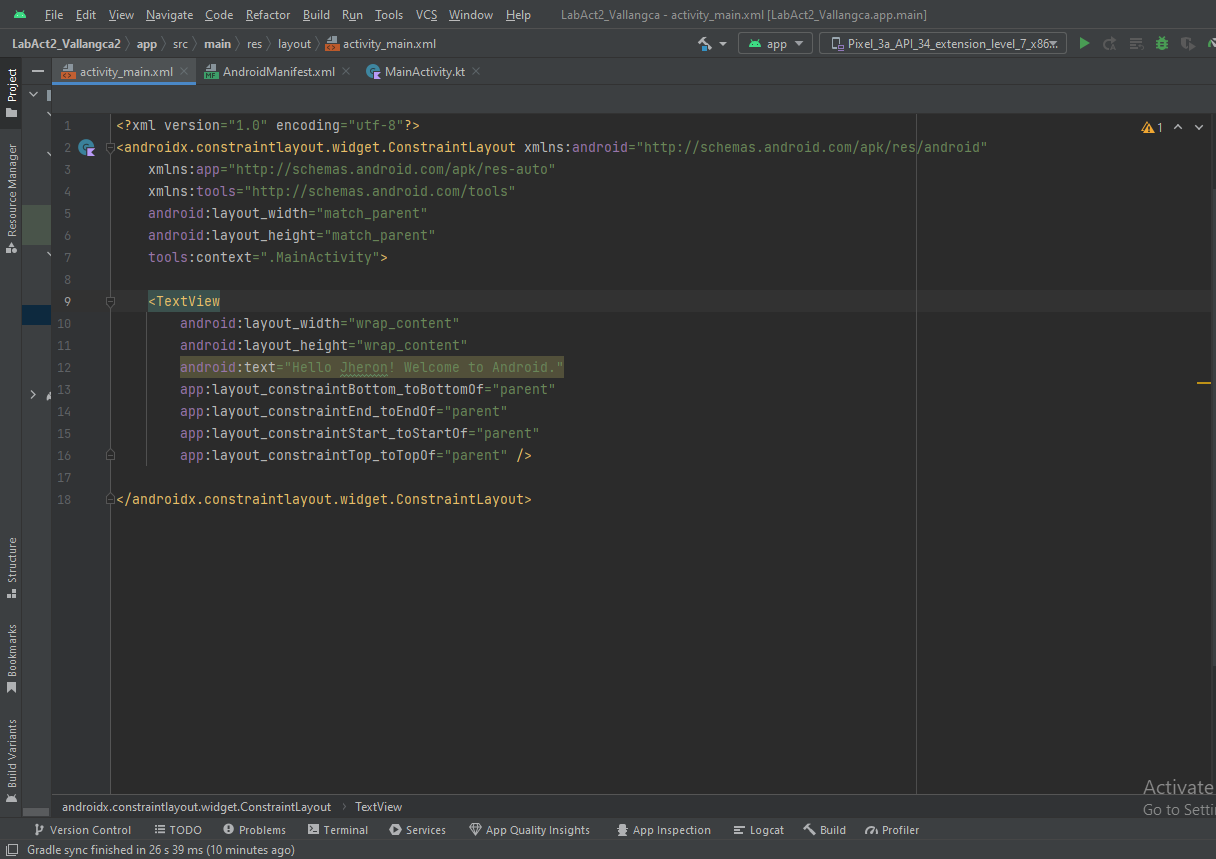 File Edit View Navigate Code Refactor Build Run Tools VCS Window Help LabAct2_Vallangca - activity_main.xml [LabAct2_Vallangca.app.main]
LabAct2_Vallangca2 app src main res layout activity_main.xml app Pixel_3a_API_34_extension_level_7_x86
activity_main.xml AndroidManifest.xml MainActivity.kt
Project
Resource Manager
Structure
Bookmarks
Build Variants
1
1 <?xml version="1.0" encoding="utf-8"?>
2 <androidx.constraintlayout.widget.ConstraintLayout xmlns:android="http://schemas.android.com/apk/res/android"
3 xmlns:app="http://schemas.android.com/apk/res-auto"
4 xmlns:tools="http://schemas.android.com/tools"
5 android:layout_width="match_parent"
6 android:layout_height="match_parent"
7 tools:context=".MainActivity">
8
9 <TextView
10 android:layout_width="wrap_content"
11 android:layout_height="wrap_content"
12 android:text="Hello Jheron! Welcome to Android."
13 app:layout_constraintBottom_toBottomOf="parent"
14 app:layout_constraintEnd_toEndOf="parent"
15 app:layout_constraintStart_toStartOf="parent"
16 app:layout_constraintTop_toTopOf="parent" />
17
18 </androidx.constraintlayout.widget.ConstraintLayout>
Activate
Go to Setti
androidx.constraintlayout.widget.ConstraintLayout TextView
Version Control TODO Problems Terminal Services App Quality Insights App Inspection Logcat Build Profiler
Gradle sync finished in 26 s 39 ms (10 minutes ago)